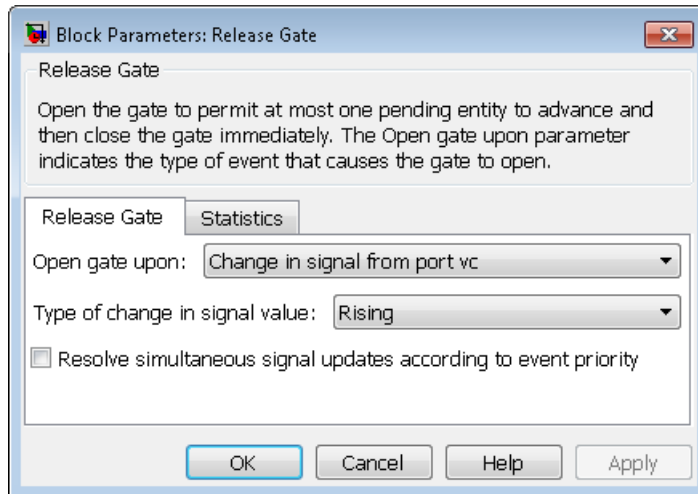 Block Parameters: Release Gate
Release Gate
Open the gate to permit at most one pending entity to advance and
then close the gate immediately. The Open gate upon parameter
indicates the type of event that causes the gate to open.
Release Gate Statistics
Open gate upon: Change in signal from port vc
Type of change in signal value: Rising
Resolve simultaneous signal updates according to event priority
OK Cancel Help Apply